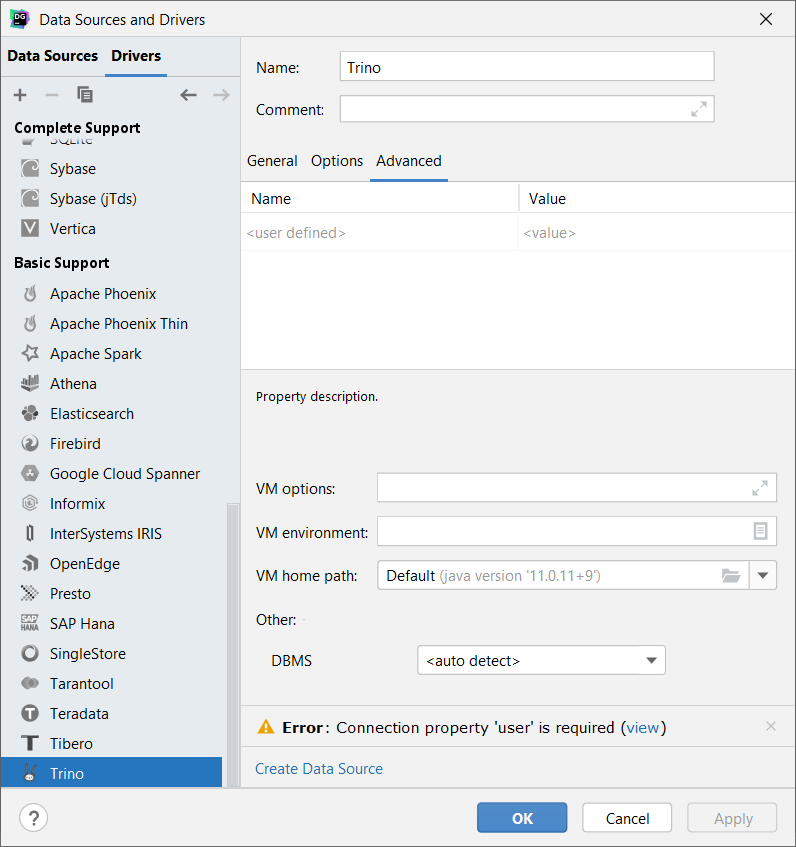 DG
Data Sources and Drivers
Data Sources Drivers
Complete Support
SQLite
Sybase
Sybase (jTds)
Vertica
Basic Support
Apache Phoenix
Apache Phoenix Thin
Apache Spark
Athena
Elasticsearch
Firebird
Google Cloud Spanner
Informix
InterSystems IRIS
OpenEdge
Presto
SAP HANA SAP Hana
SingleStore
Tarantool
Teradata
Tibero
Trino
Name: Trino
Comment:
General Options Advanced
Name Value
<user defined> <value>
Property description.
VM options:
VM environment:
VM home path: Default (java version '11.0.11+9')
Other:
DBMS <auto detect>
Error: Connection property 'user' is required (view)
Create Data Source
? OK Cancel Apply